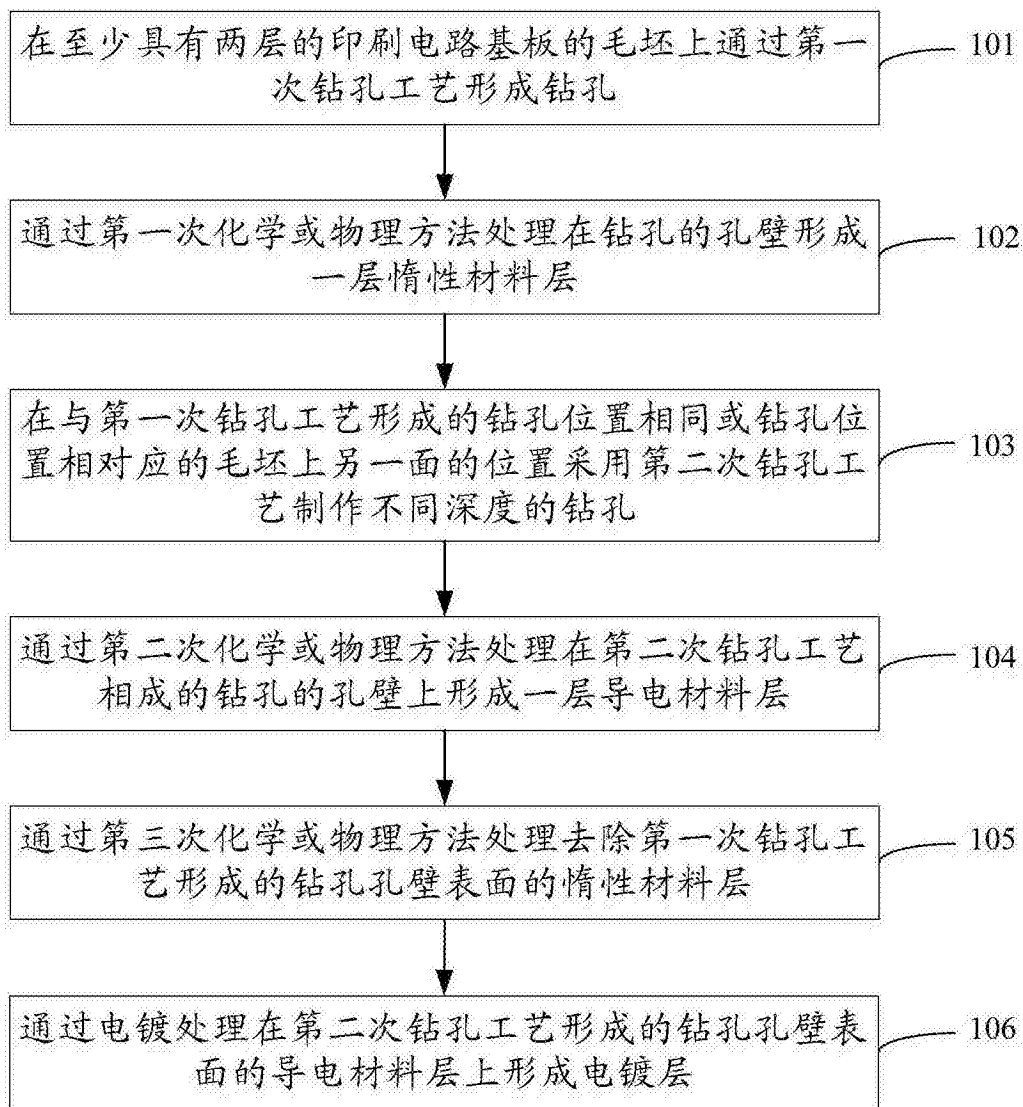 在至少具有两层的印刷电路基板的毛坯上通过第一
次钻孔工艺形成钻孔
101
通过第一次化学或物理方法处理在钻孔的孔壁形成
一层惰性材料层
102
在与第一次钻孔工艺形成的钻孔位置相同或钻孔位
置相对应的毛坯上另一面的位置采用第二次钻孔工
艺制作不同深度的钻孔
103
通过第二次化学或物理方法处理在第二次钻孔工艺
相成的钻孔的孔壁上形成一层导电材料层
104
通过第三次化学或物理方法处理去除第一次钻孔工
艺形成的钻孔孔壁表面的惰性材料层
105
通过电镀处理在第二次钻孔工艺形成的钻孔孔壁表
面的导电材料层上形成电镀层
106